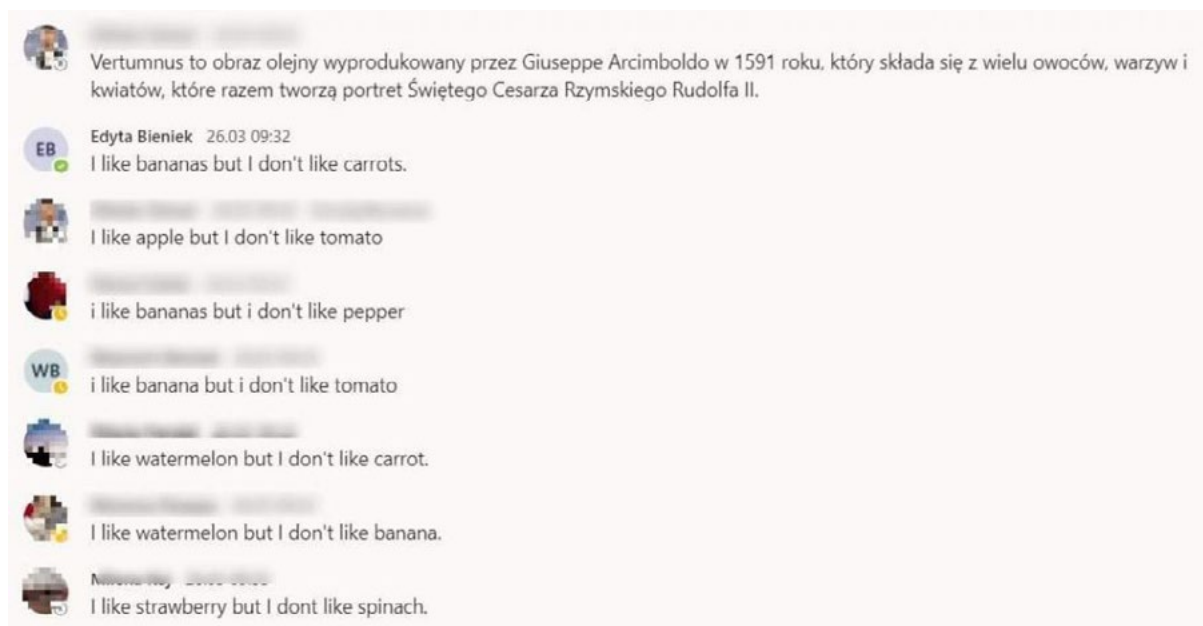 Vertumnus to obraz olejny wyprodukowany przez Giuseppe Arcimboldo w 1591 roku, który składa się z wielu owoców, warzyw i
kwiatów, które razem tworzą portret Świętego Cesarza Rzymskiego Rudolfa II.
EB
Edyta Bieniek 26.03 09:32
I like bananas but I don't like carrots.
I like apple but I don't like tomato
i like bananas but i don't like pepper
WB
i like banana but i don't like tomato
I like watermelon but I don't like carrot.
I like watermelon but I don't like banana.
I like strawberry but I dont like spinach.